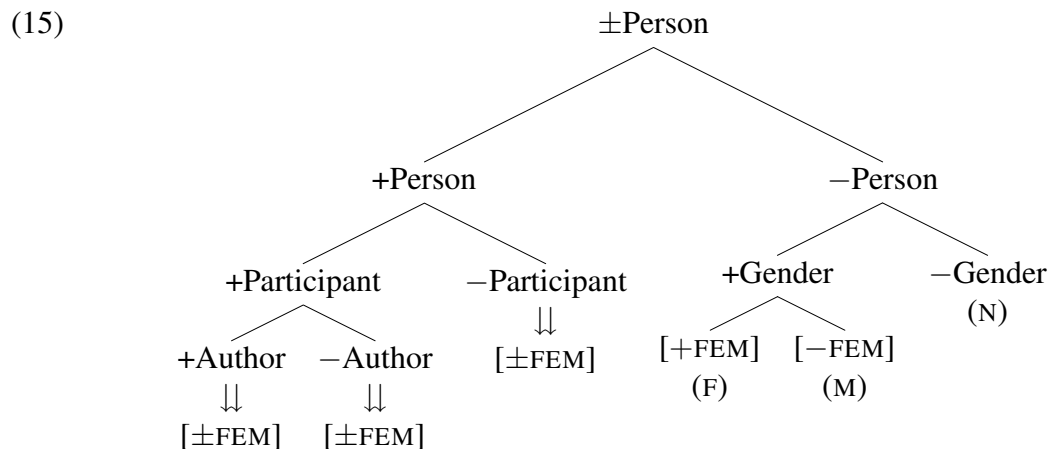 (15) ±Person
+Person −Person
+Participant −Participant +Gender −Gender
(N)
+Author −Author [±FEM] [+FEM] [−FEM]
(F) (M)
[±FEM] [±FEM]